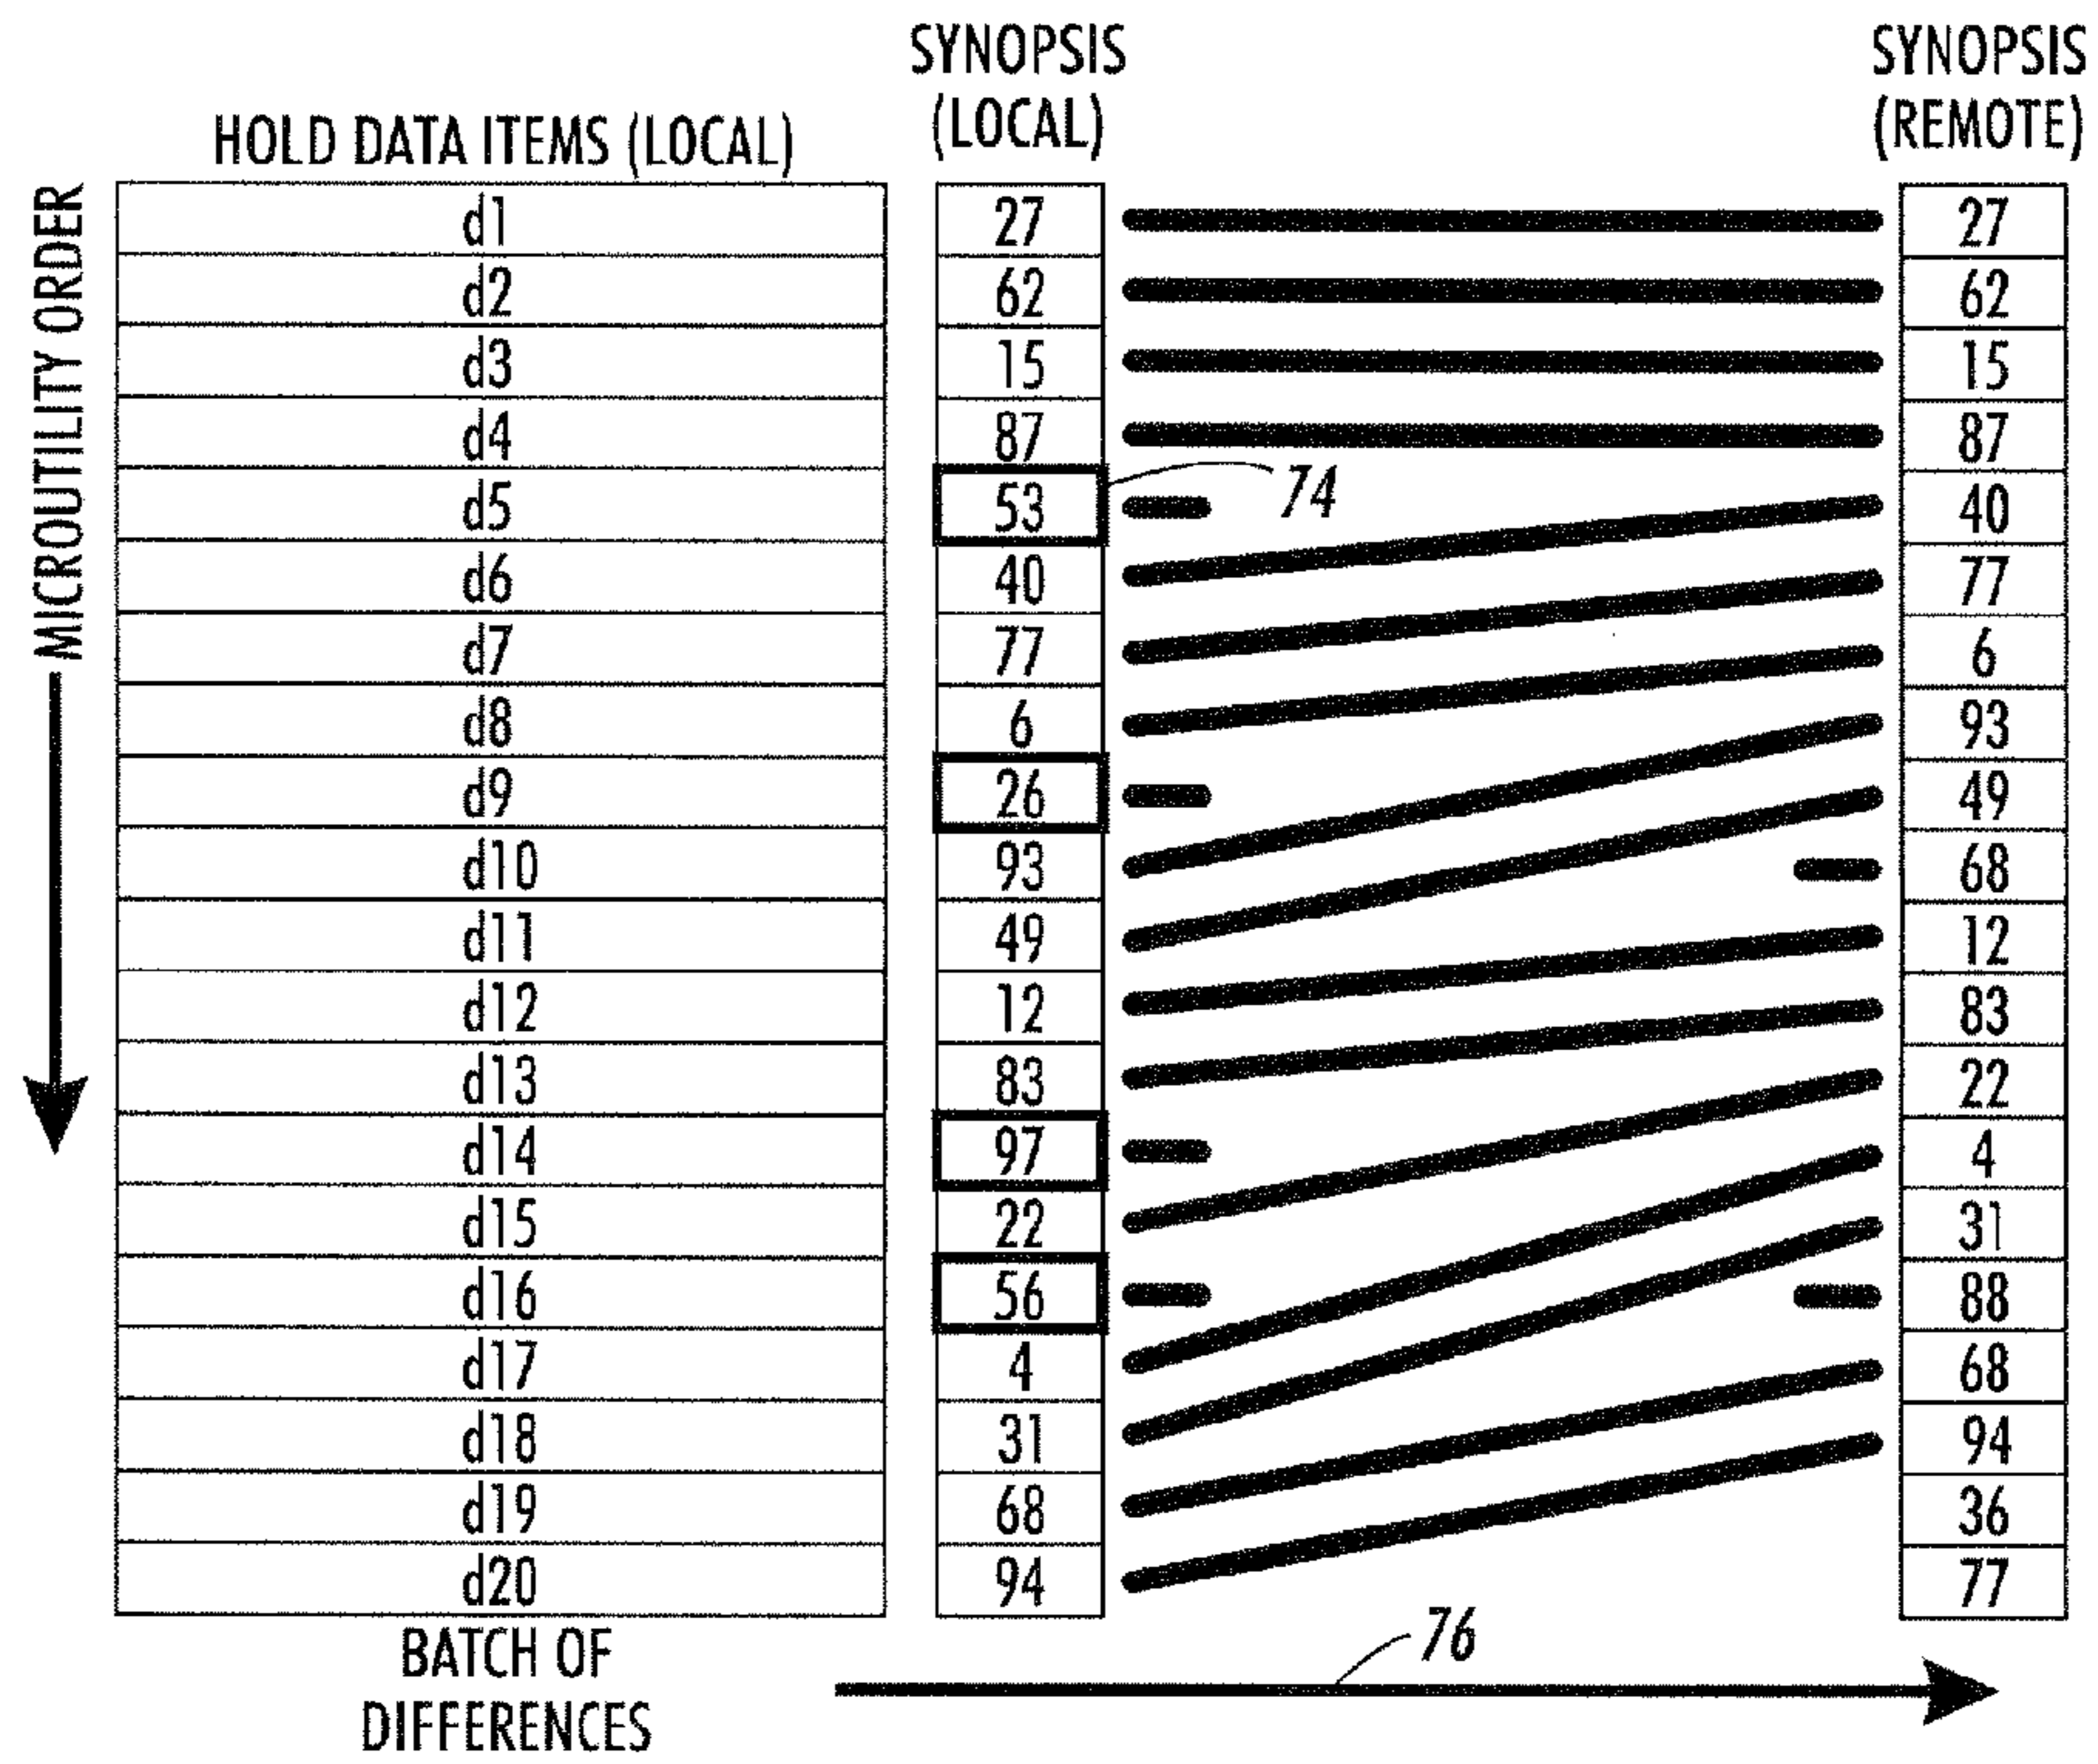 SYNOPSIS (LOCAL)
SYNOPSIS (REMOTE)
HOLD DATA ITEMS (LOCAL)
MICROUTILITY ORDER
d1 27 27
d2 62 62
d3 15 15
d4 87 87
d5 53 74 40
d6 40 77
d7 77 6
d8 6 93
d9 26 49
d10 93 68
d11 49 12
d12 12 83
d13 83 22
d14 97 4
d15 22 31
d16 56 88
d17 4 68
d18 31 94
d19 68 36
d20 94 77
BATCH OF
DIFFERENCES
76